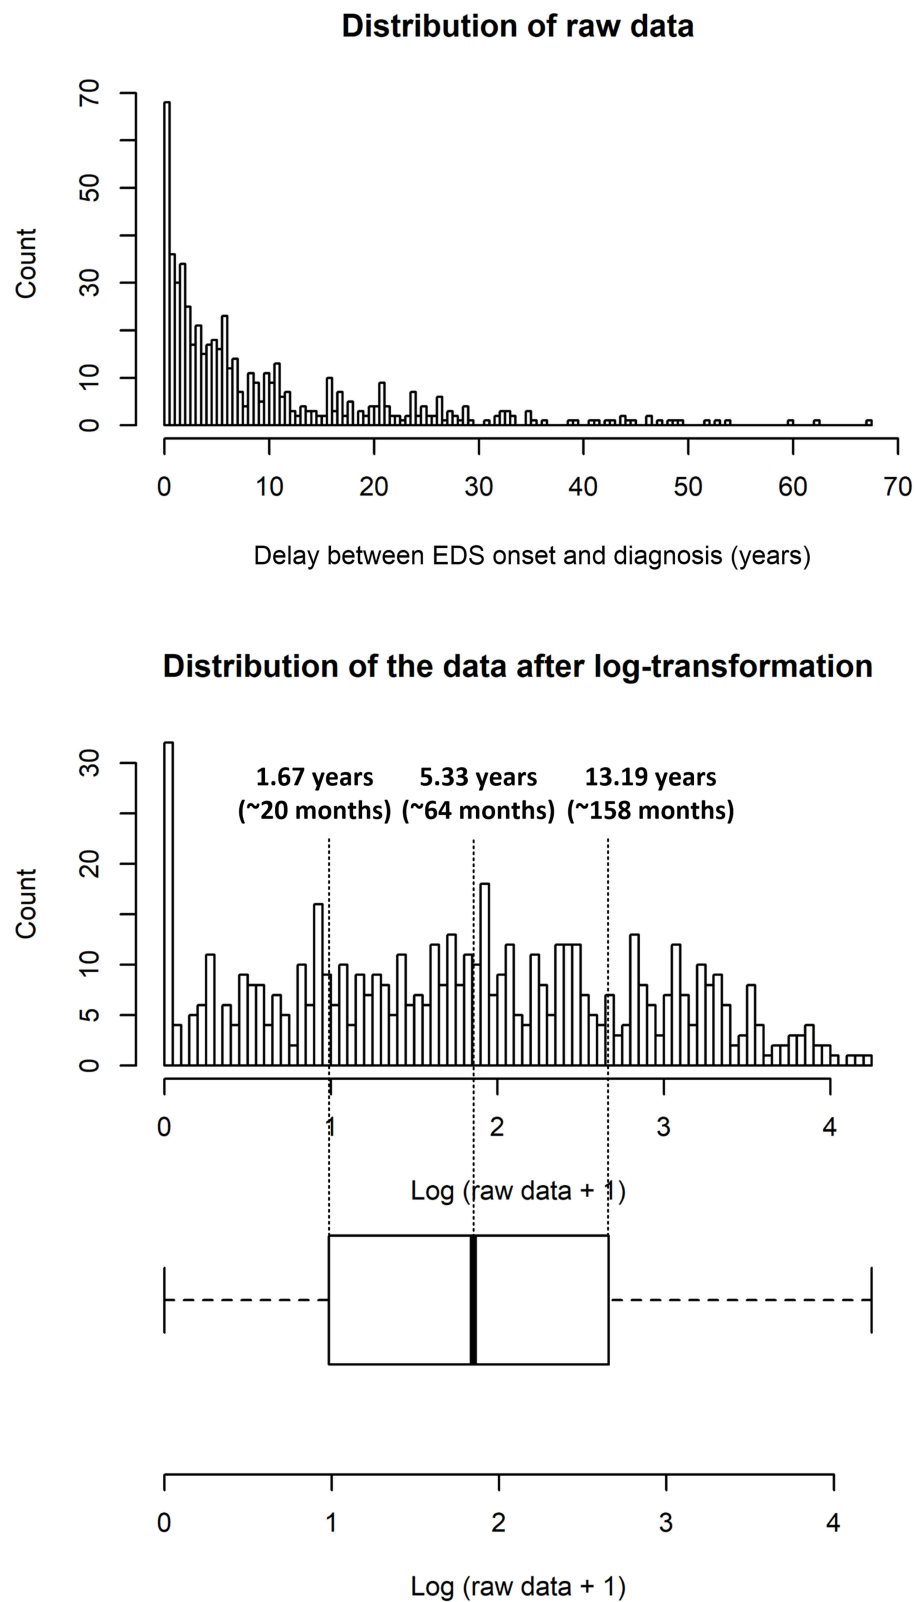 Distribution of raw data
70
50
30
10
0
Count
0 10 20 30 40 50 60 70
Delay between EDS onset and diagnosis (years)
Distribution of the data after log-transformation
30
20
10
5
0
Count
1.67 years 5.33 years 13.19 years
(~20 months) (~64 months) (~158 months)
0 1 2 3 4
Log (raw data + 1)
0 1 2 3 4
Log (raw data + 1)